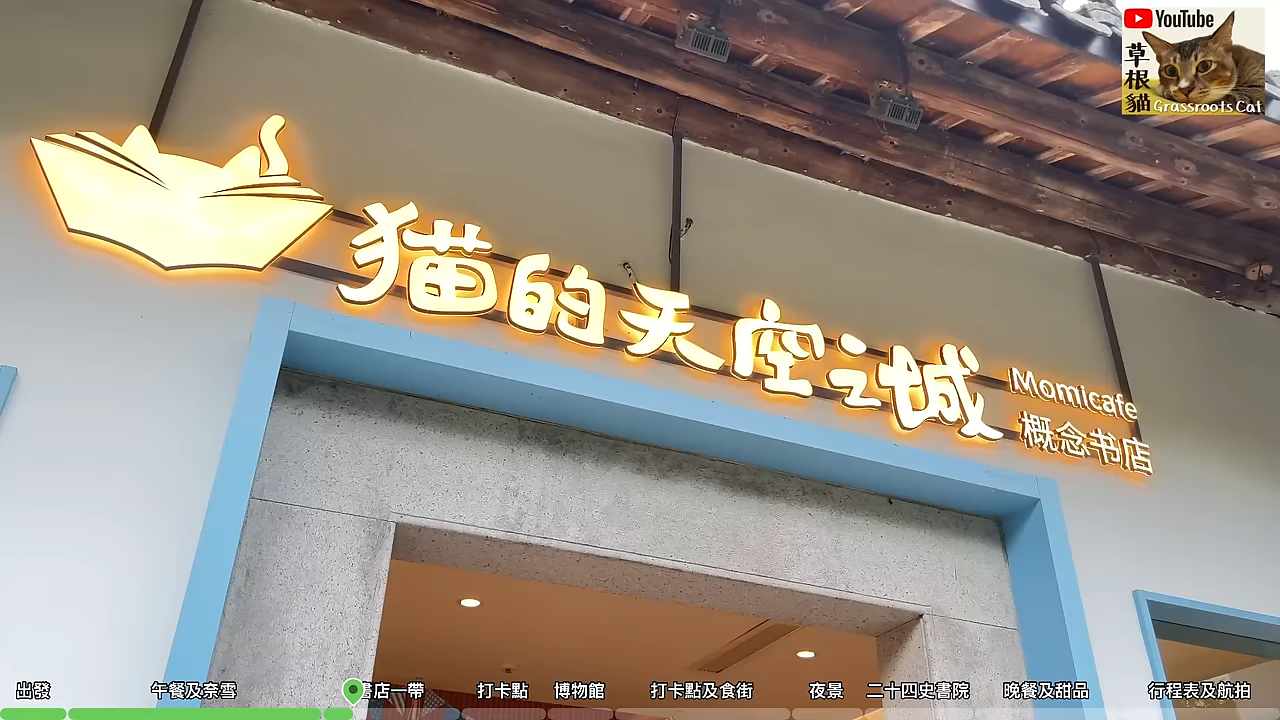 YouTube
草根貓
Grassroots Cat
猫的天空之城
Momicafe
概念书店
出發
午餐及奈雪
書店一帶
打卡點
博物館
打卡點及食街
夜景
二十四史書院
晚餐及甜品
行程表及航拍